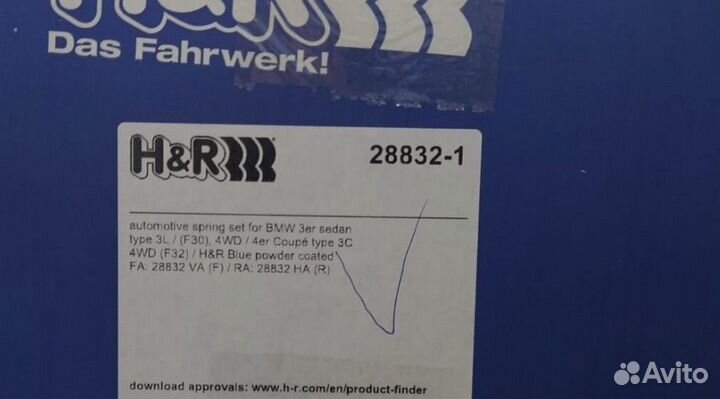 H&R
Das Fahrwerk!
H&R
28832-1
automotive spring set for BMW 3er sedan
type 3L / (F30), 4WD / 4er Coupé type 3C
4WD (F32) / H&R Blue powder coated
FA: 28832 VA (F) / RA: 28832 HA (R)
download approvals: www.h-r.com/en/product-finder
Avito